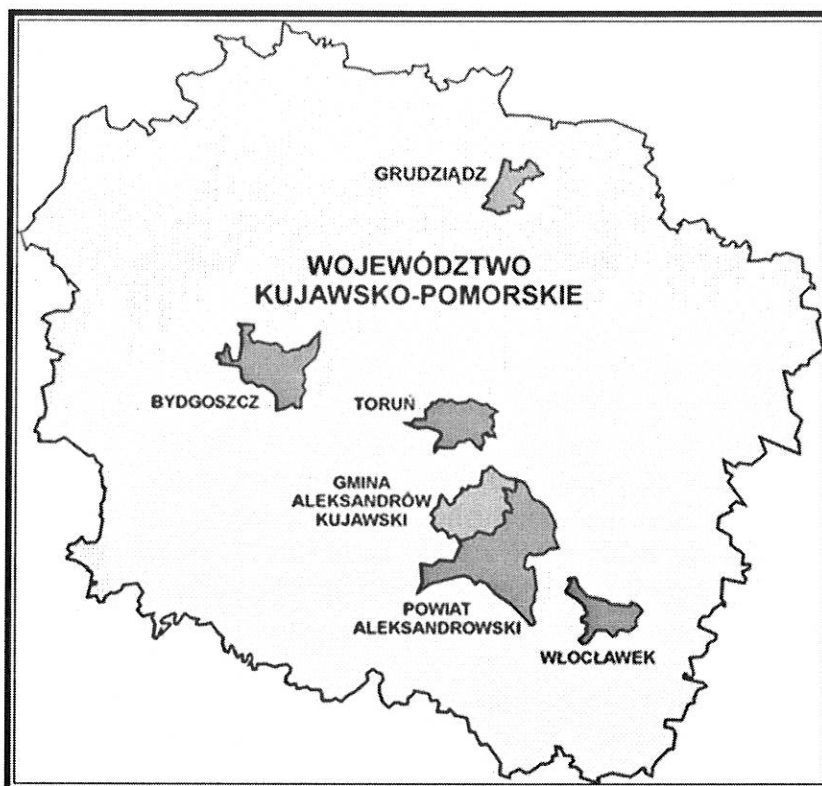 GRUDZIĄDZ
WOJEWÓDZTWO
KUJAWSKO-POMORSKIE
BYDGOSZCZ
TORUŃ
GMINA
ALEKSANDRÓW
KUJAWSKI
POWIAT
ALEKSANDROWSKI
WŁOCŁAWEK